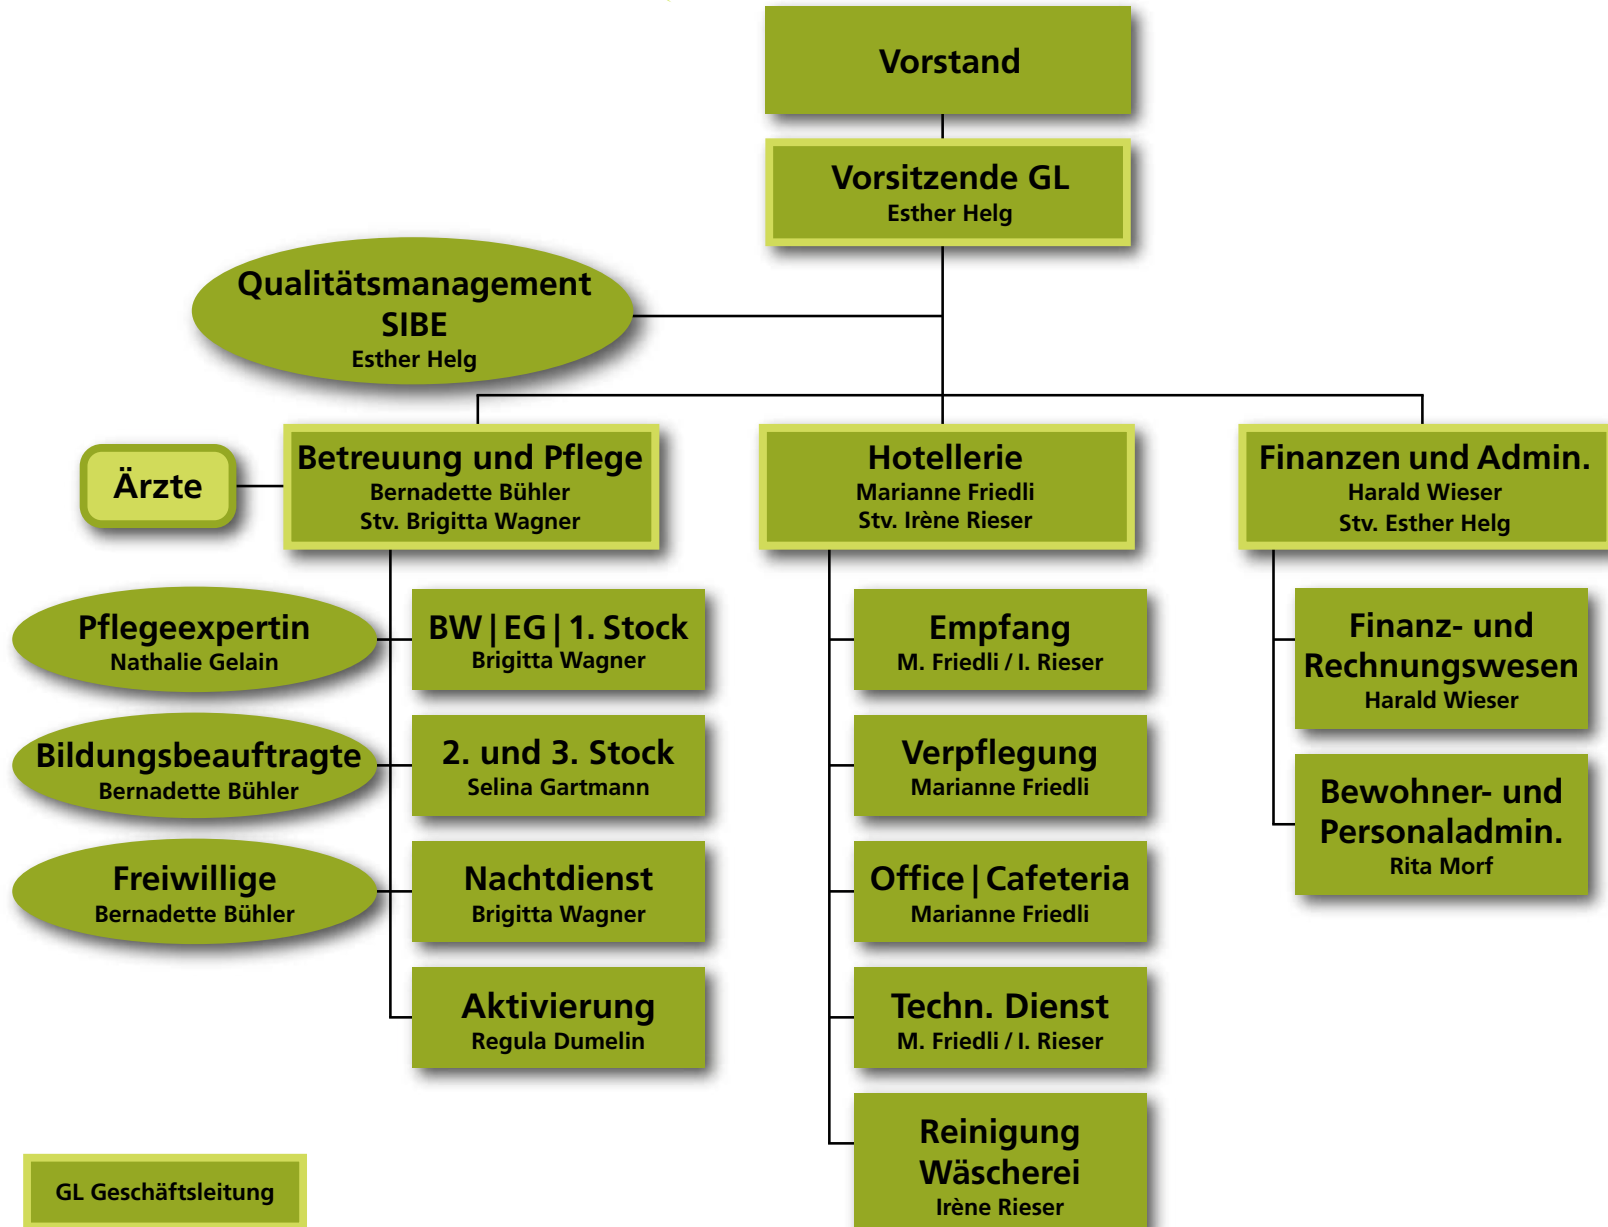 Vorstand
Vorsitzende GL
Esther Helg
Qualitätsmanagement
SIBE
Esther Helg
Ärzte
Betreuung und Pflege
Bernadette Bühler
Stv. Brigitta Wagner
Hotellerie
Marianne Friedli
Stv. Irène Rieser
Finanzen und Admin.
Harald Wieser
Stv. Esther Helg
Pflegeexpertin
Nathalie Gelain
BW | EG | 1. Stock
Brigitta Wagner
Empfang
M. Friedli / I. Rieser
Finanz- und
Rechnungswesen
Harald Wieser
Bildungsbeauftragte
Bernadette Bühler
2. und 3. Stock
Selina Gartmann
Verpflegung
Marianne Friedli
Bewohner- und
Personaladmin.
Rita Morf
Freiwillige
Bernadette Bühler
Nachtdienst
Brigitta Wagner
Office | Cafeteria
Marianne Friedli
Aktivierung
Regula Dumelin
Techn. Dienst
M. Friedli / I. Rieser
Reinigung
Wäscherei
Irène Rieser
GL Geschäftsleitung